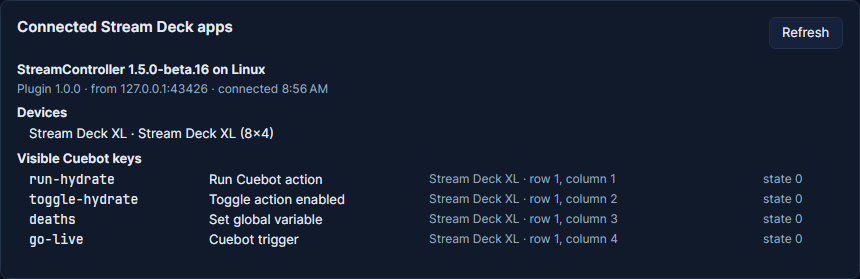 Connected Stream Deck apps
Refresh
StreamController 1.5.0-beta.16 on Linux
Plugin 1.0.0 · from 127.0.0.1:43426 · connected 8:56 AM
Devices
Stream Deck XL · Stream Deck XL (8×4)
Visible Cuebot keys
run-hydrate Run Cuebot action Stream Deck XL · row 1, column 1 state 0
toggle-hydrate Toggle action enabled Stream Deck XL · row 1, column 2 state 0
deaths Set global variable Stream Deck XL · row 1, column 3 state 0
go-live Cuebot trigger Stream Deck XL · row 1, column 4 state 0